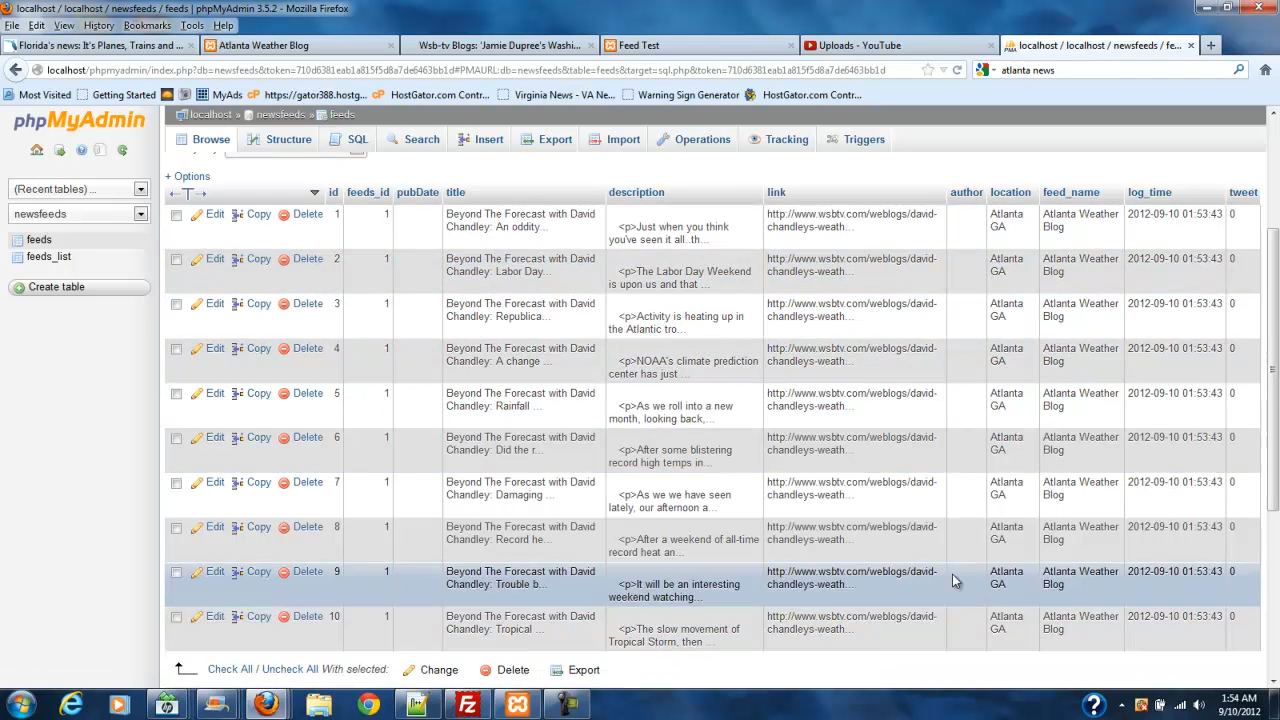 localhost / localhost / newsfeeds / feeds | phpMyAdmin 3.5.2 - Mozilla Firefox
File Edit View History Bookmarks Tools Help
Florida's news: It's Planes, Trains and ... Atlanta Weather Blog Wsb-tv Blogs: 'Jamie Dupree's Washi... Feed Test Uploads - YouTube localhost / localhost / newsfeeds / fe...
localhost/phpmyadmin/index.php?db=newsfeeds&token=710d6381eab1a815f5d8a7de6463bb1d#PMAURL:db=newsfeeds&table=feeds&target=sql.php&token=710d6381eab1a815f5d8a7de6463bb1d atlanta news
Most Visited Getting Started MyAds https://gator388.hostg... HostGator.com Contr... Virginia News - VA Ne... Warning Sign Generator HostGator.com Contr...
phpMyAdmin
(Recent tables) ...
newsfeeds
feeds
feeds_list
Create table
localhost » newsfeeds » feeds
Browse Structure SQL Search Insert Export Import Operations Tracking Triggers
+ Options
←T→ id feeds_id pubDate title description link author location feed_name log_time tweet
Edit Copy Delete 1 1 Beyond The Forecast with David http://www.wsbtv.com/weblogs/david- Atlanta Atlanta Weather 2012-09-10 01:53:43 0
Chandley: An oddity... <p>Just when you think chandleys-weath... GA Blog
you've seen it all..th...
Edit Copy Delete 2 1 Beyond The Forecast with David http://www.wsbtv.com/weblogs/david- Atlanta Atlanta Weather 2012-09-10 01:53:43 0
Chandley: Labor Day... <p>The Labor Day Weekend chandleys-weath... GA Blog
is upon us and that ...
Edit Copy Delete 3 1 Beyond The Forecast with David http://www.wsbtv.com/weblogs/david- Atlanta Atlanta Weather 2012-09-10 01:53:43 0
Chandley: Republica... <p>Activity is heating up in chandleys-weath... GA Blog
the Atlantic tro...
Edit Copy Delete 4 1 Beyond The Forecast with David http://www.wsbtv.com/weblogs/david- Atlanta Atlanta Weather 2012-09-10 01:53:43 0
Chandley: A change ... <p>NOAA's climate prediction chandleys-weath... GA Blog
center has just ...
Edit Copy Delete 5 1 Beyond The Forecast with David http://www.wsbtv.com/weblogs/david- Atlanta Atlanta Weather 2012-09-10 01:53:43 0
Chandley: Rainfall ... <p>As we roll into a new chandleys-weath... GA Blog
month, looking back,...
Edit Copy Delete 6 1 Beyond The Forecast with David http://www.wsbtv.com/weblogs/david- Atlanta Atlanta Weather 2012-09-10 01:53:43 0
Chandley: Did the r... <p>After some blistering chandleys-weath... GA Blog
record high temps in...
Edit Copy Delete 7 1 Beyond The Forecast with David http://www.wsbtv.com/weblogs/david- Atlanta Atlanta Weather 2012-09-10 01:53:43 0
Chandley: Damaging ... <p>As we we have seen chandleys-weath... GA Blog
lately, our afternoon a...
Edit Copy Delete 8 1 Beyond The Forecast with David http://www.wsbtv.com/weblogs/david- Atlanta Atlanta Weather 2012-09-10 01:53:43 0
Chandley: Record he... <p>After a weekend of all-time chandleys-weath... GA Blog
record heat an...
Edit Copy Delete 9 1 Beyond The Forecast with David http://www.wsbtv.com/weblogs/david- Atlanta Atlanta Weather 2012-09-10 01:53:43 0
Chandley: Trouble b... <p>It will be an interesting chandleys-weath... GA Blog
weekend watching...
Edit Copy Delete 10 1 Beyond The Forecast with David http://www.wsbtv.com/weblogs/david- Atlanta Atlanta Weather 2012-09-10 01:53:43 0
Chandley: Tropical ... <p>The slow movement of chandleys-weath... GA Blog
Tropical Storm, then ...
Check All / Uncheck All With selected: Change Delete Export
1:54 AM
9/10/2012